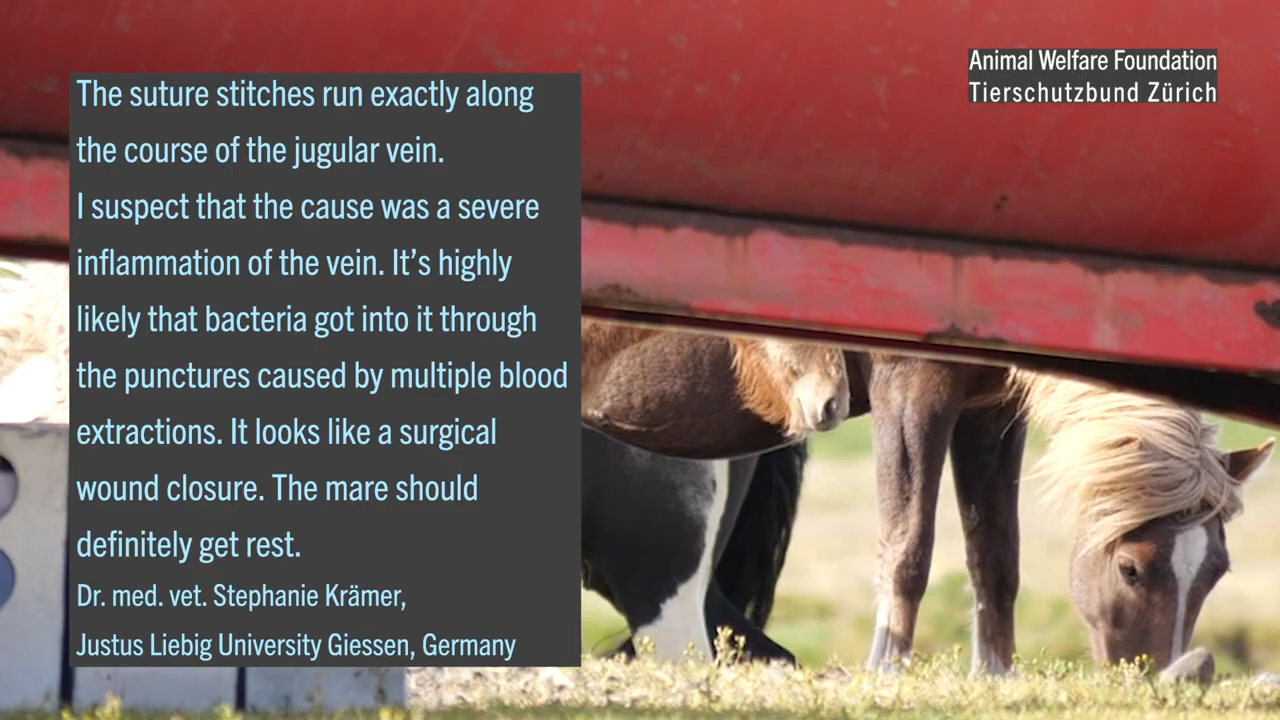 Animal Welfare Foundation
Tierschutzbund Zürich
The suture stitches run exactly along
the course of the jugular vein.
I suspect that the cause was a severe
inflammation of the vein. It’s highly
likely that bacteria got into it through
the punctures caused by multiple blood
extractions. It looks like a surgical
wound closure. The mare should
definitely get rest.
Dr. med. vet. Stephanie Krämer,
Justus Liebig University Giessen, Germany